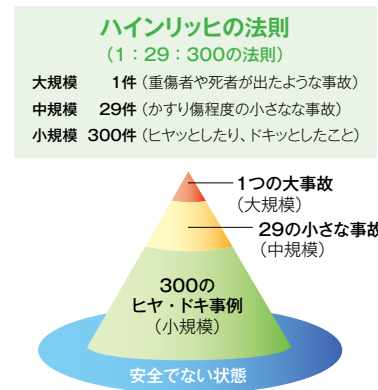 ハインリッヒの法則
（1：29：300の法則）
大規模 1件（重傷者や死者が出たような事故）
中規模 29件（かすり傷程度の小さなな事故）
小規模 300件（ヒヤッとしたり、ドキッとしたこと）
1つの大事故
（大規模）
29の小さな事故
（中規模）
300の
ヒヤ・ドキ事例
（小規模）
安全でない状態